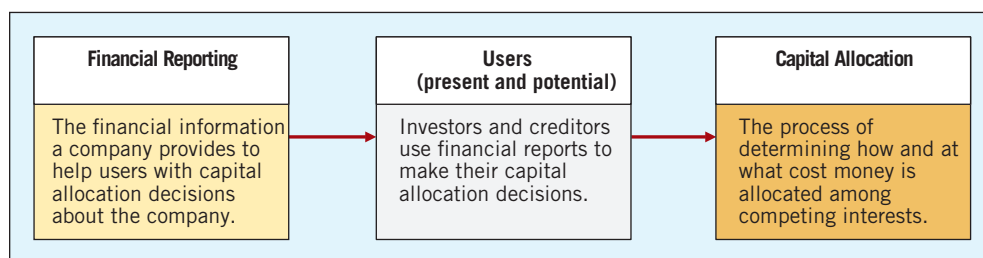 Financial Reporting
The financial information
a company provides to
help users with capital
allocation decisions
about the company.
Users
(present and potential)
Investors and creditors
use financial reports to
make their capital
allocation decisions.
Capital Allocation
The process of
determining how and at
what cost money is
allocated among
competing interests.